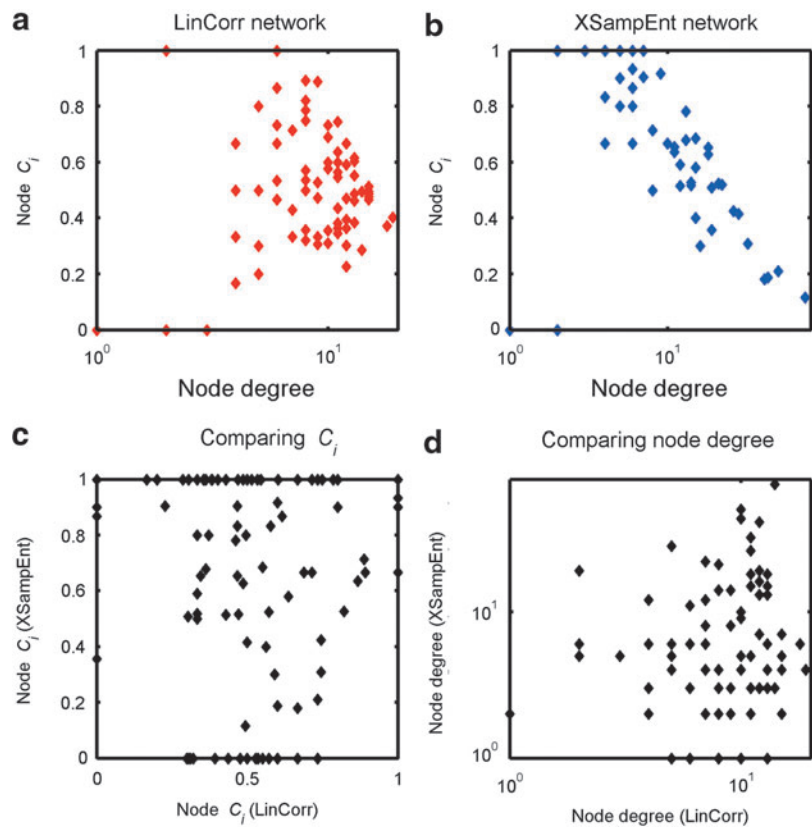 a
LinCorr network
Node C_i
1
0.8
0.6
0.4
0.2
0
10^0
10^1
Node degree
b
XSampEnt network
Node C_i
1
0.8
0.6
0.4
0.2
0
10^0
10^1
Node degree
c
Comparing C_i
Node C_i (XSampEnt)
1
0.8
0.6
0.4
0.2
0
0
0.5
1
Node C_i (LinCorr)
d
Comparing node degree
Node degree (XSampEnt)
10^1
10^0
10^0
10^1
Node degree (LinCorr)